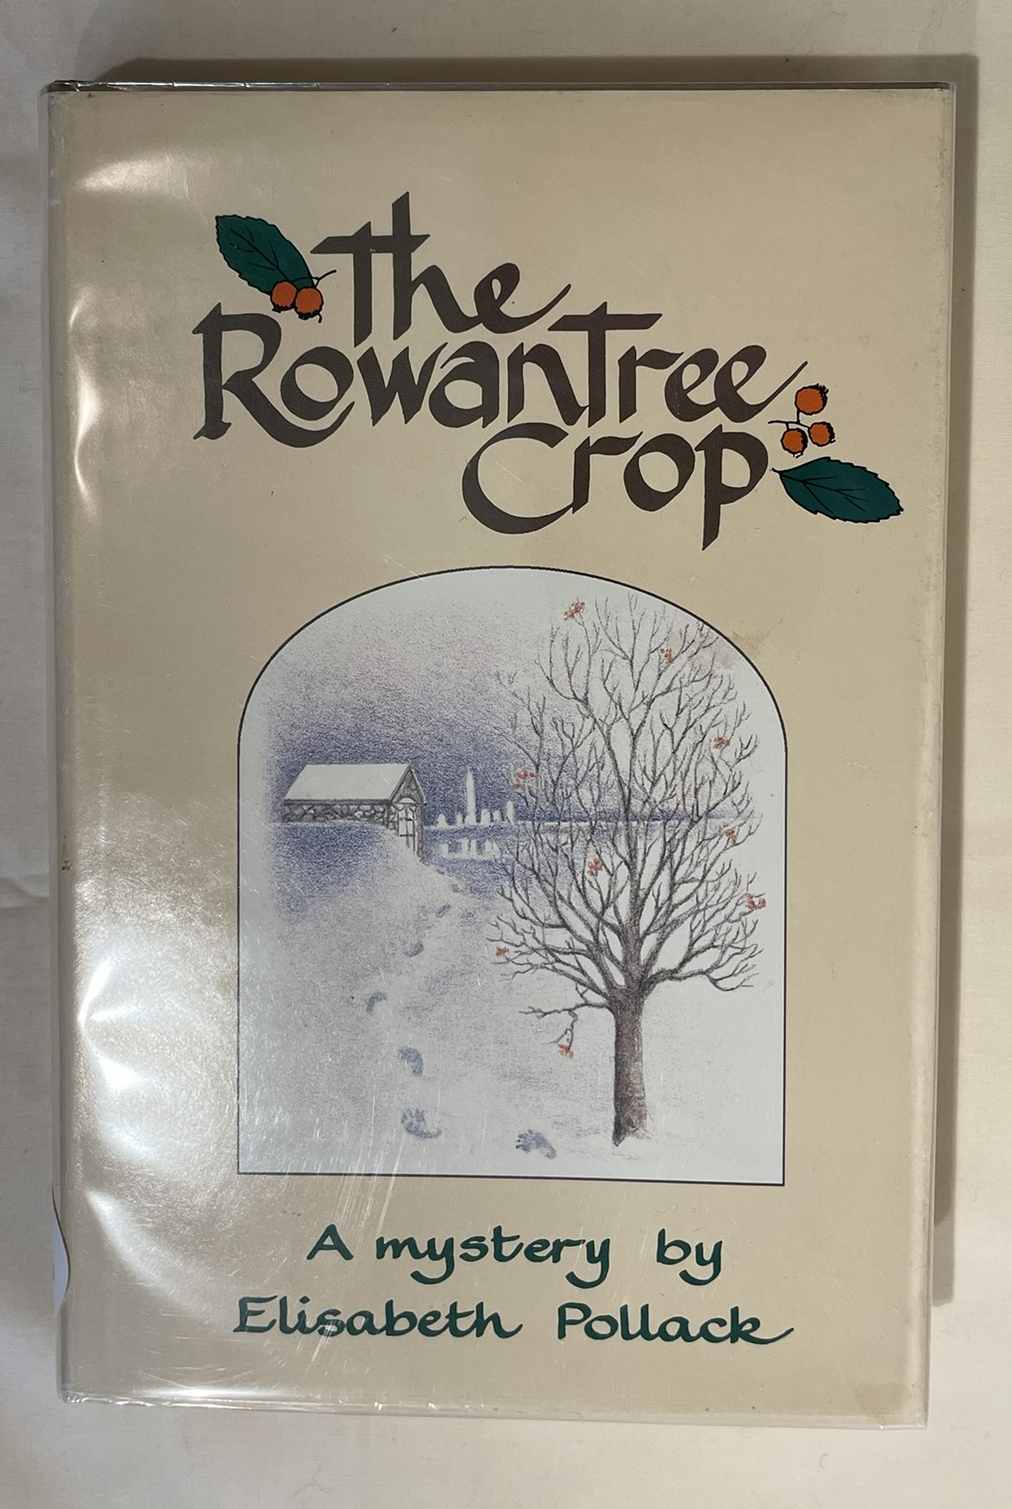 the
Rowantree
Crop
A mystery by
Elisabeth Pollack